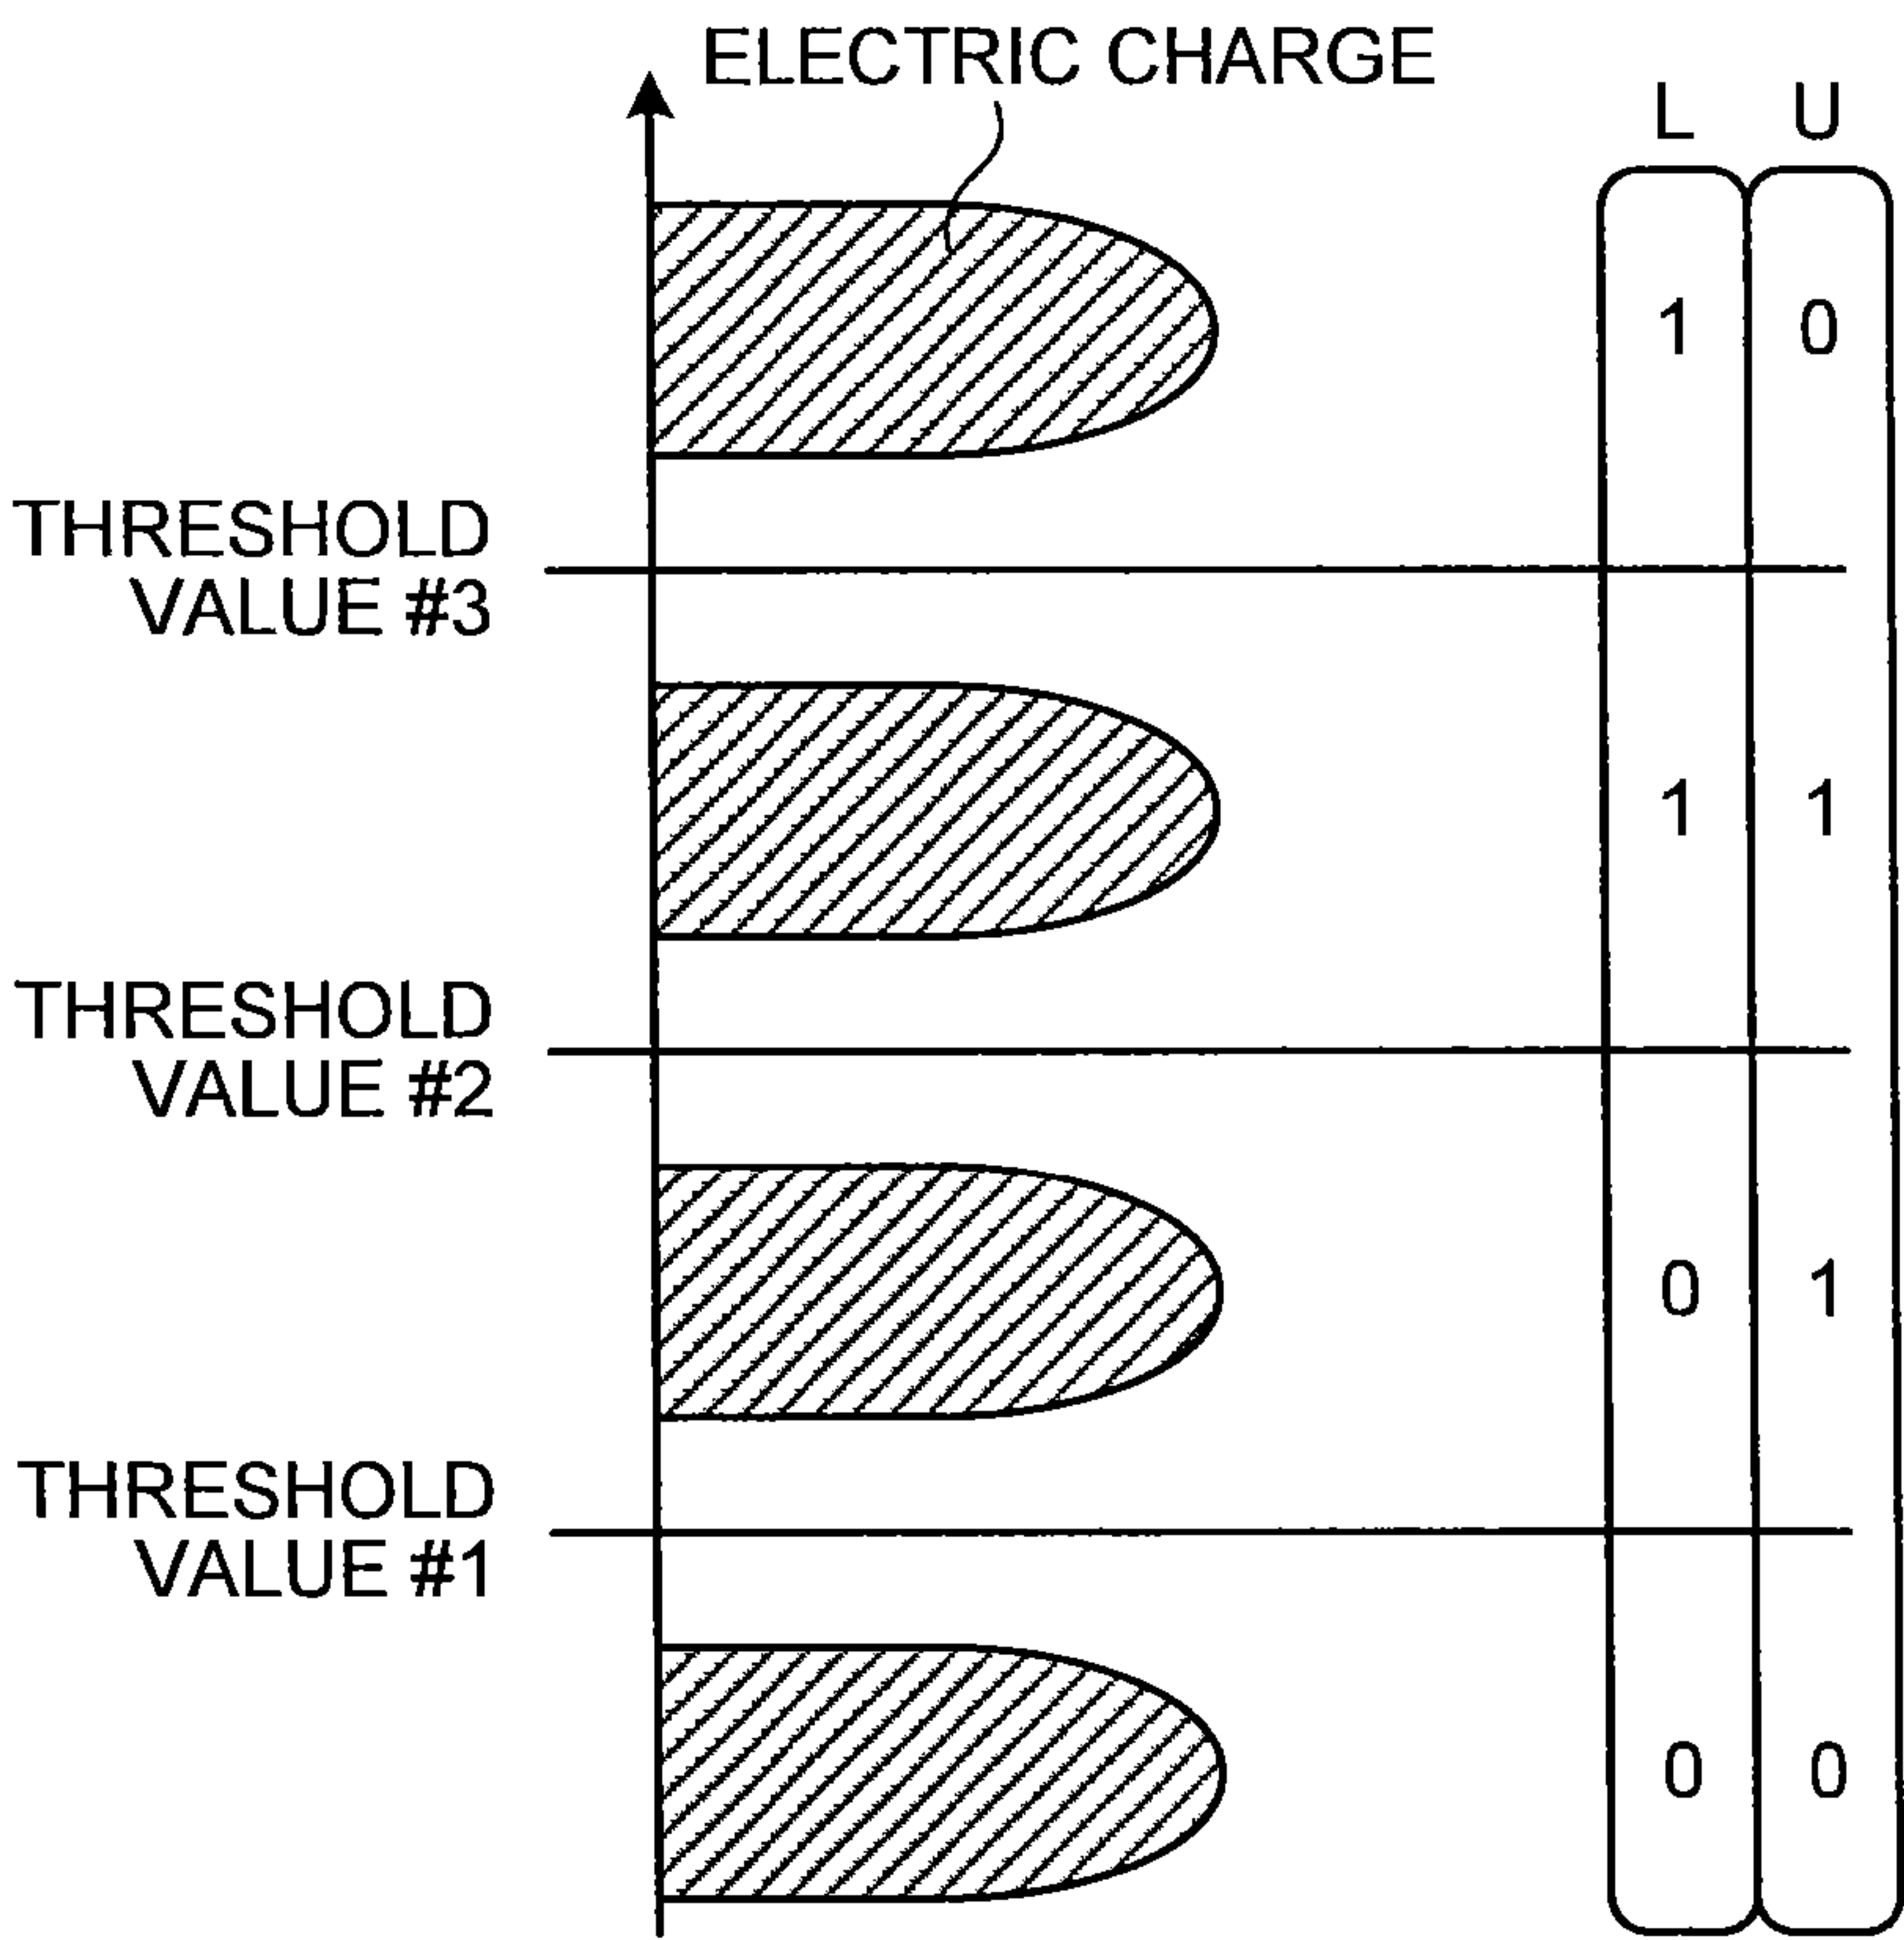 ELECTRIC CHARGE
L U
1 0
THRESHOLD
VALUE #3
1 1
THRESHOLD
VALUE #2
0 1
THRESHOLD
VALUE #1
0 0